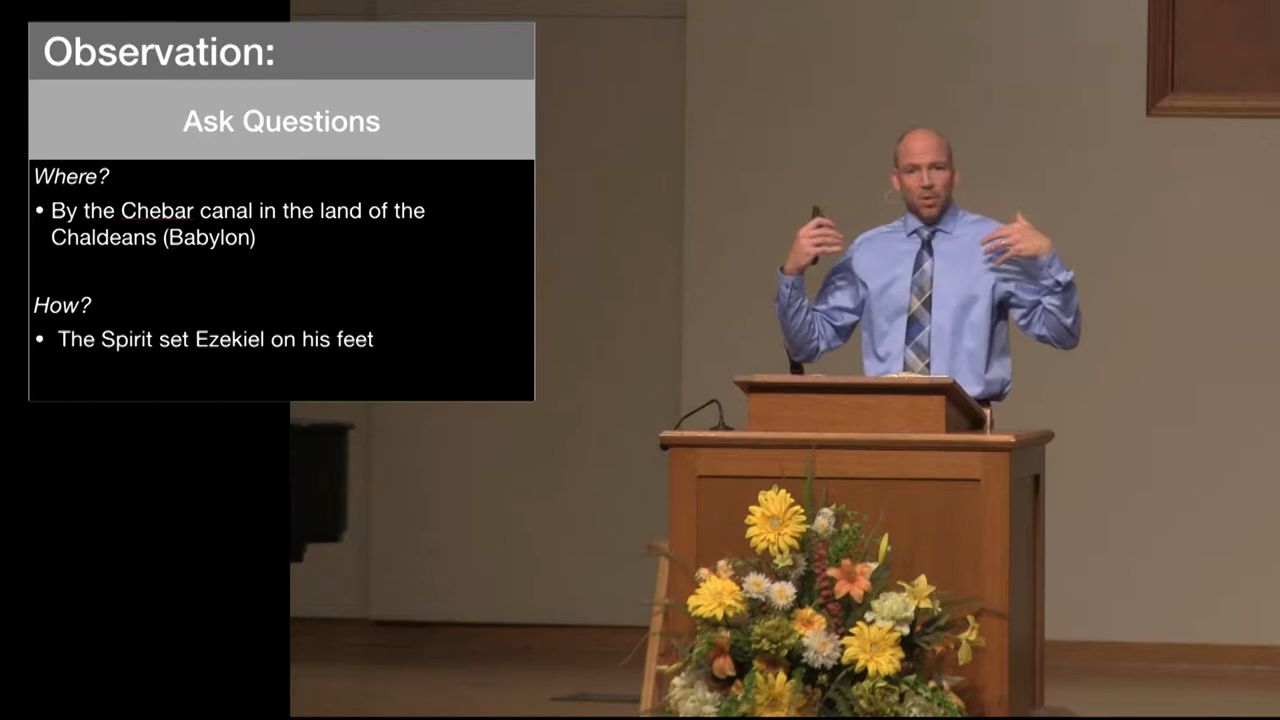 Observation:
Ask Questions
Where?
• By the Chebar canal in the land of the
Chaldeans (Babylon)
How?
• The Spirit set Ezekiel on his feet